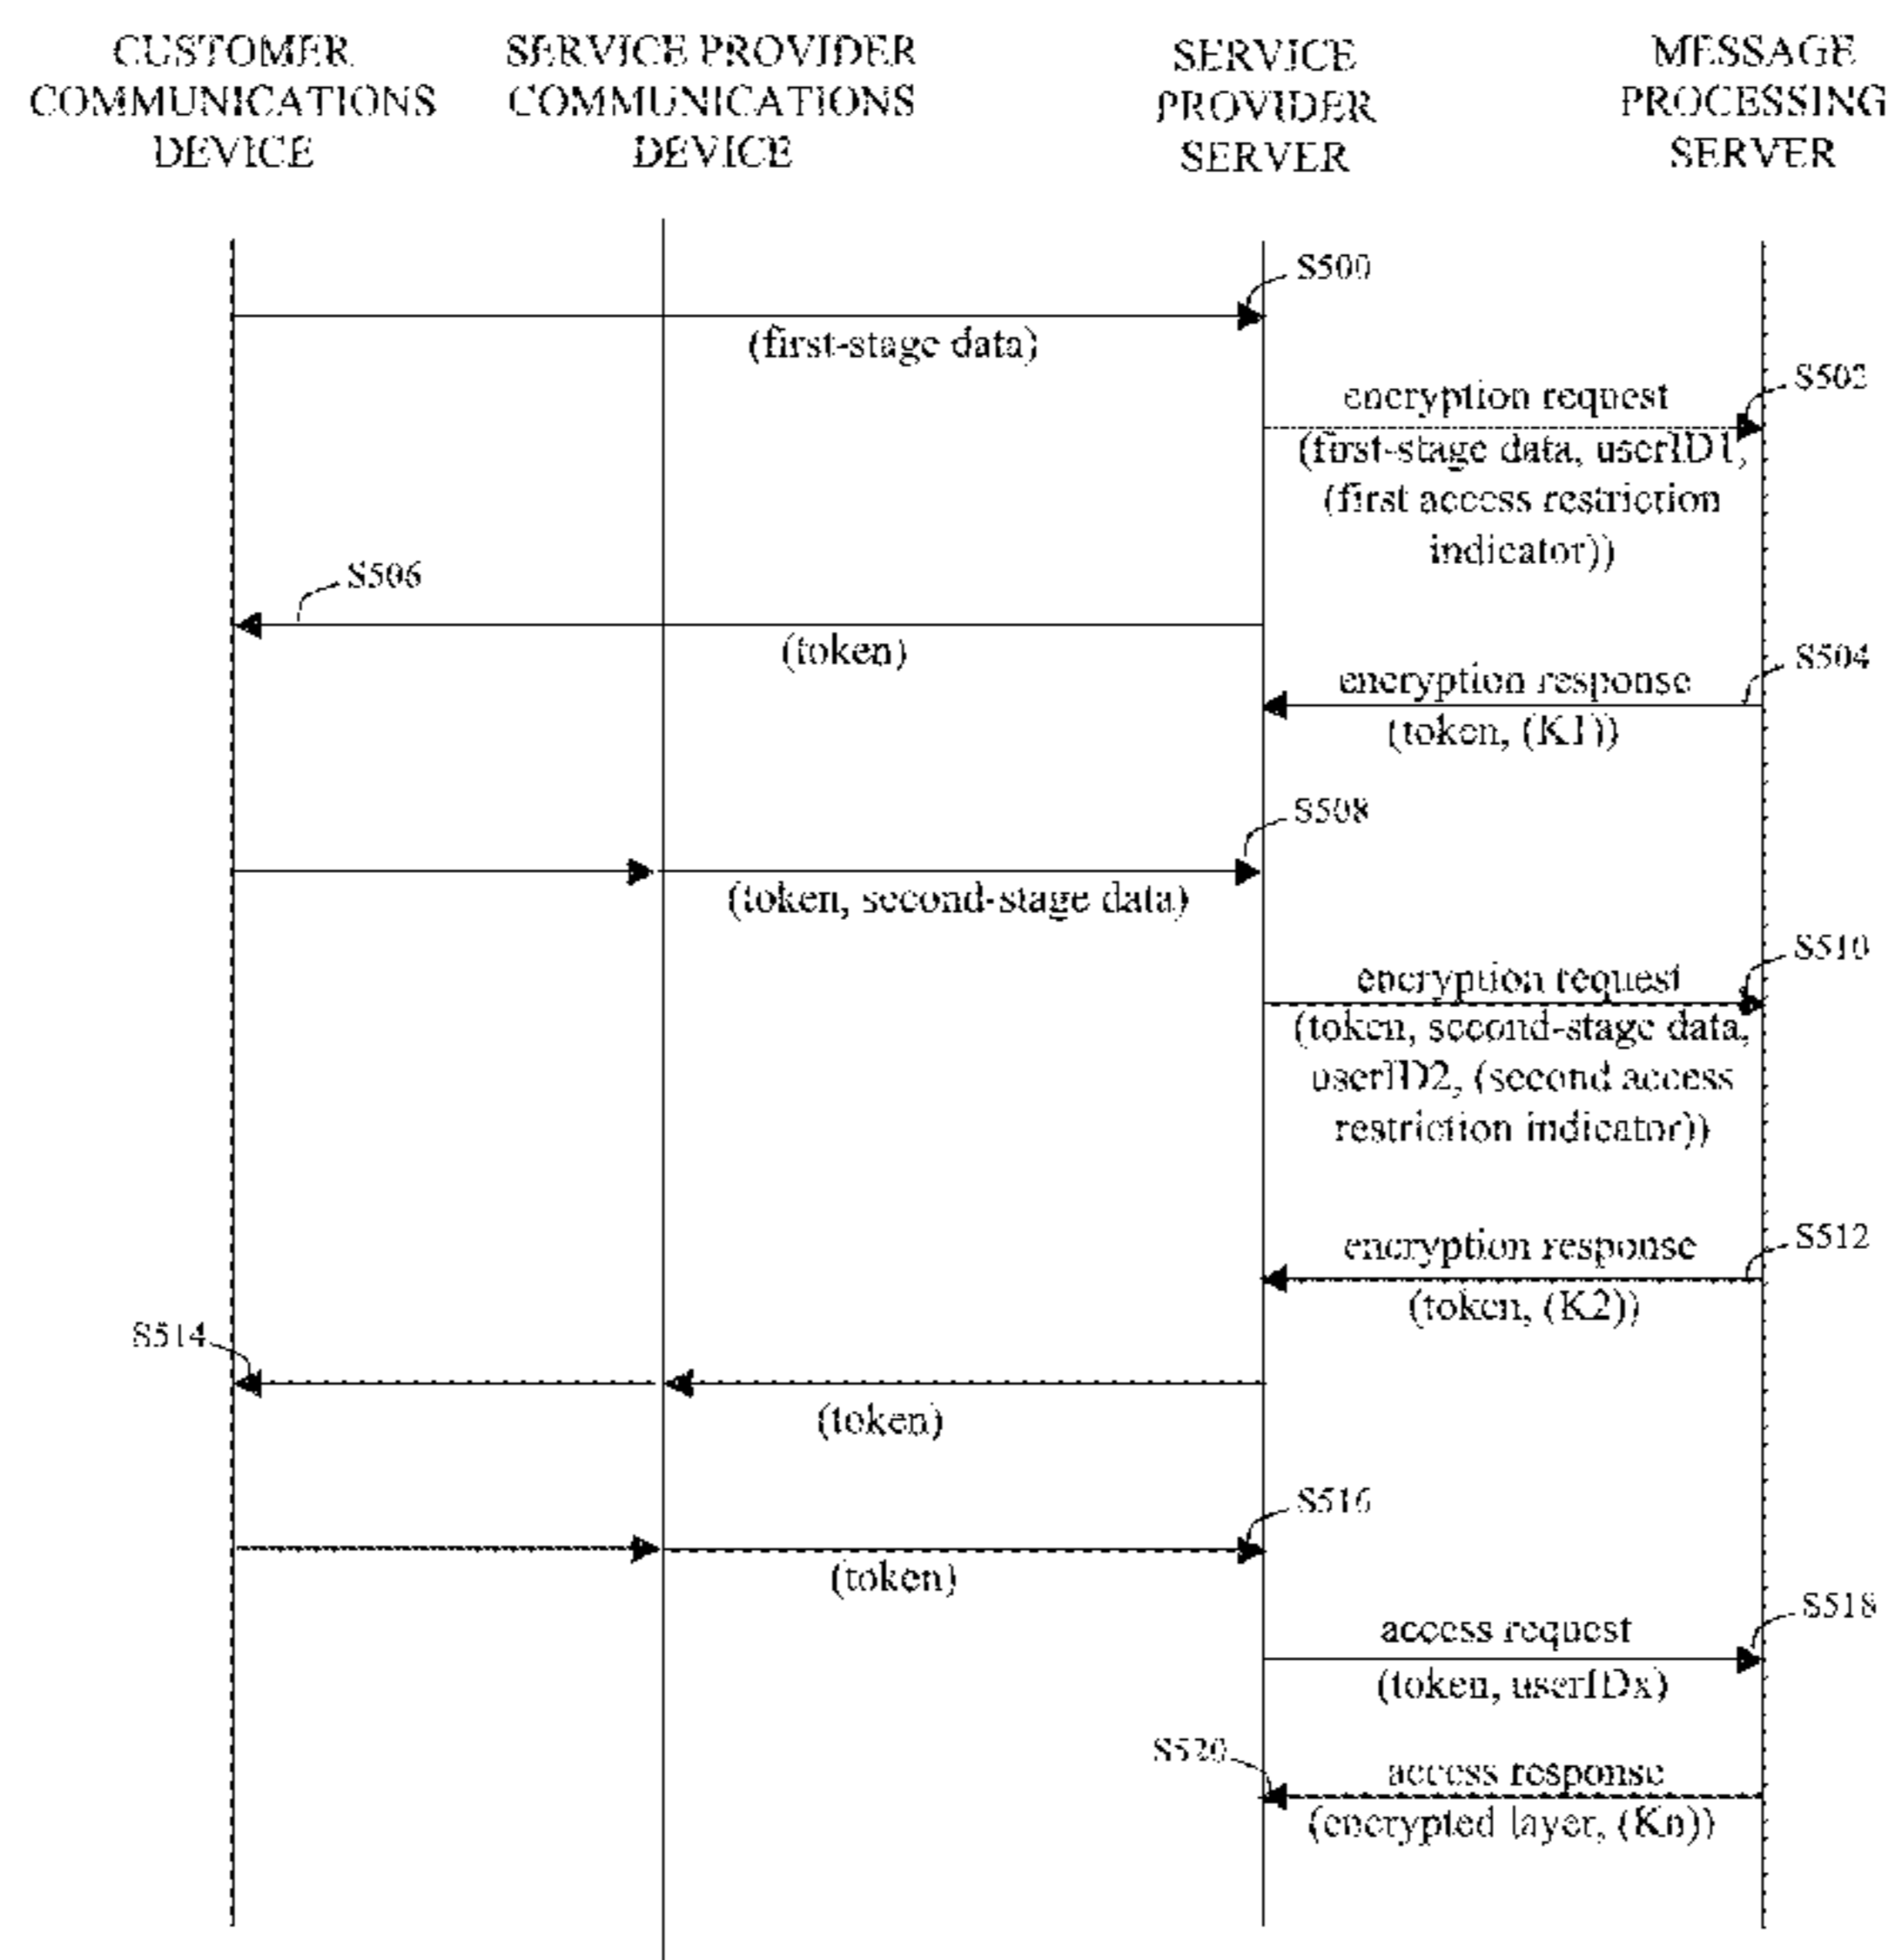 CUSTOMER
COMMUNICATIONS
DEVICE
SERVICE PROVIDER
COMMUNICATIONS
DEVICE
SERVICE
PROVIDER
SERVER
MESSAGE
PROCESSING
SERVER
S500
(first-stage data)
S502
encryption request
(first-stage data, userID1,
(first access restriction
indicator))
S506
(token)
S504
encryption response
(token, (K1))
S508
(token, second-stage data)
S510
encryption request
(token, second-stage data,
userID2, (second access
restriction indicator))
S512
encryption response
(token, (K2))
S514
(token)
S516
(token)
S518
access request
(token, userIDx)
S520
access response
(encrypted layer, (Kn))